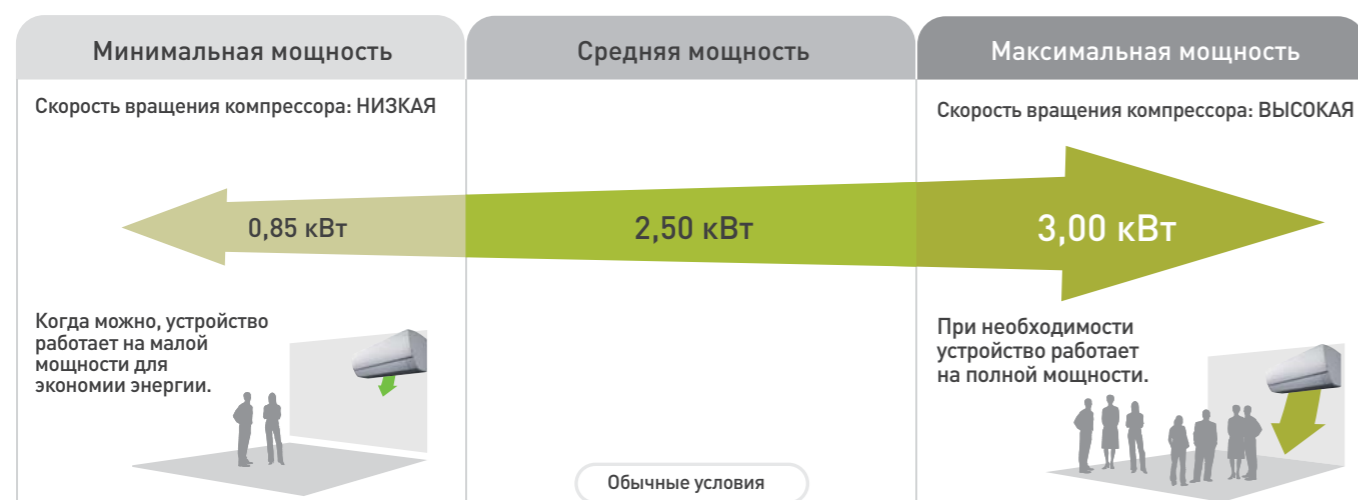 Минимальная мощность
Средняя мощность
Максимальная мощность
Скорость вращения компрессора: НИЗКАЯ
Скорость вращения компрессора: ВЫСОКАЯ
0,85 кВт
2,50 кВт
3,00 кВт
Когда можно, устройство
работает на малой
мощности для
экономии энергии.
При необходимости
устройство работает
на полной мощности.
Обычные условия